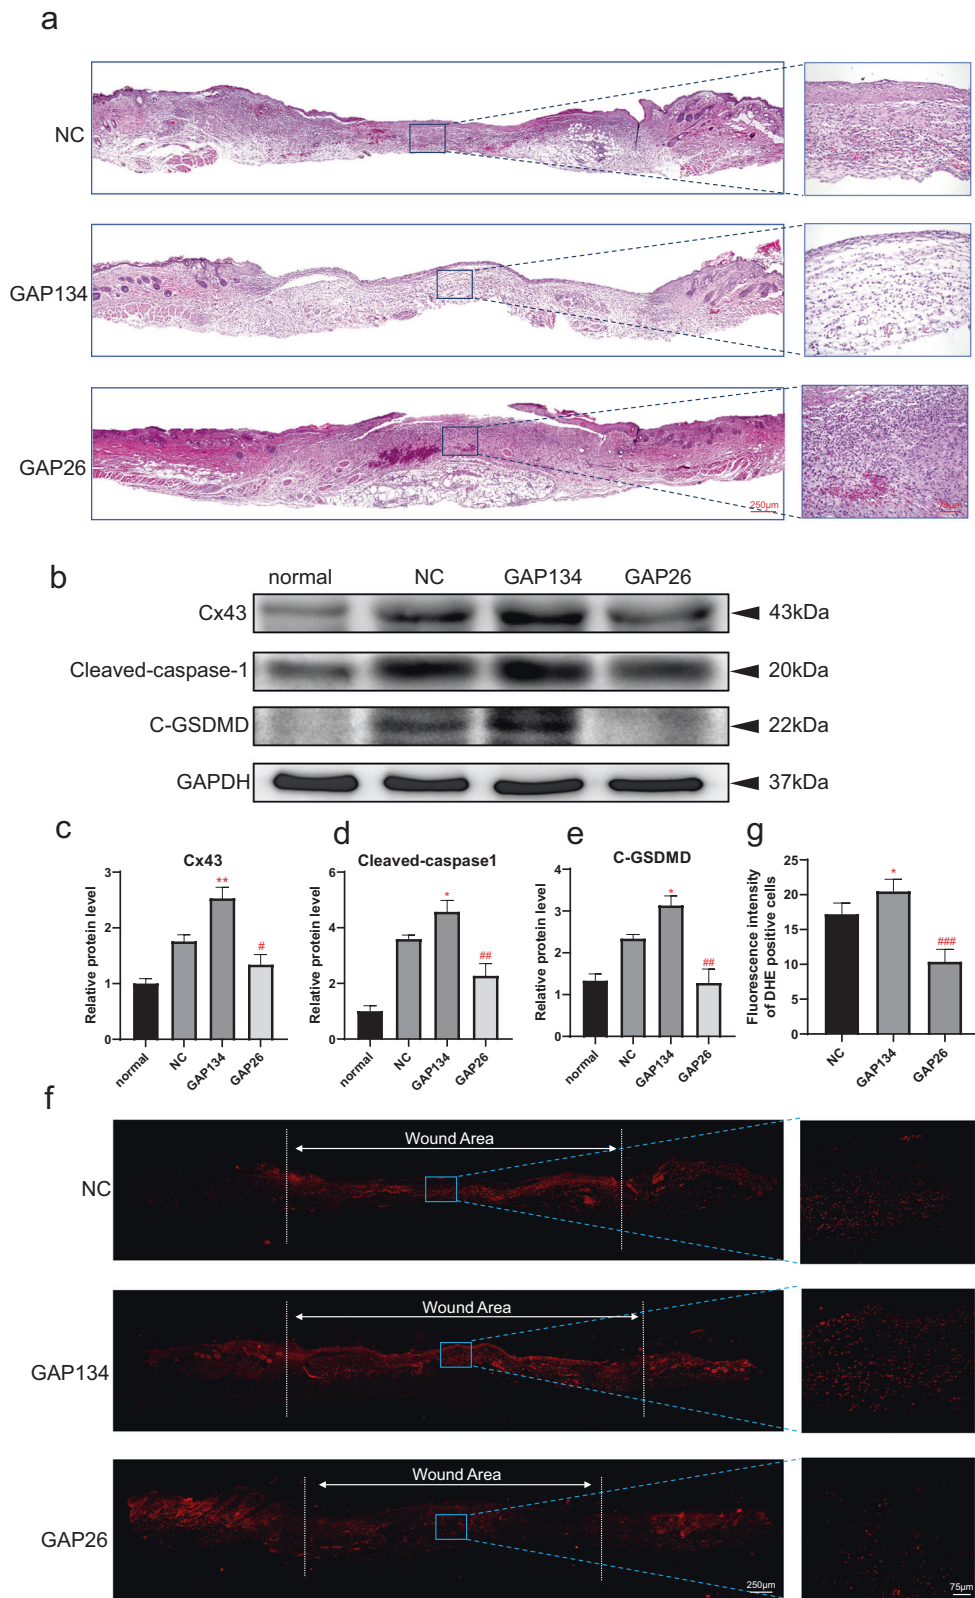 a
NC
GAP134
GAP26
250μm
75μm
b
normal NC GAP134 GAP26
Cx43 43kDa
Cleaved-caspase-1 20kDa
C-GSDMD 22kDa
GAPDH 37kDa
c
Cx43
Relative protein level
3
2
1
0
**
#
normal NC GAP134 GAP26
d
Cleaved-caspase1
Relative protein level
6
4
2
0
*
##
normal NC GAP134 GAP26
e
C-GSDMD
Relative protein level
4
3
2
1
0
*
##
normal NC GAP134 GAP26
g
Fluorescence intensity
of DHE positive cells
25
20
15
10
5
0
*
###
NC GAP134 GAP26
f
NC
Wound Area
GAP134
Wound Area
GAP26
Wound Area
250μm
75μm